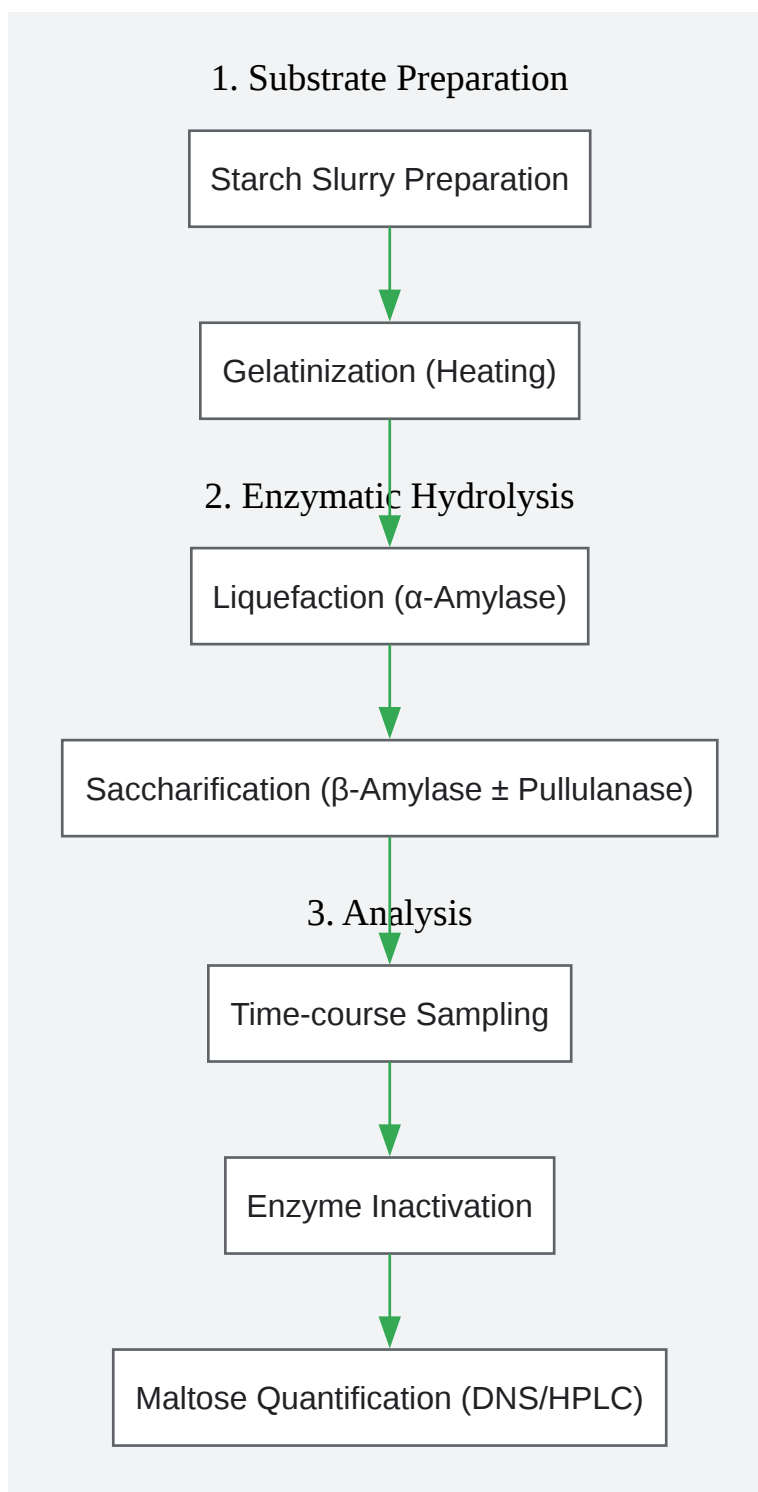 1. Substrate Preparation
Starch Slurry Preparation
Gelatinization (Heating)
2. Enzymatic Hydrolysis
Liquefaction (α-Amylase)
Saccharification (β-Amylase ± Pullulanase)
3. Analysis
Time-course Sampling
Enzyme Inactivation
Maltose Quantification (DNS/HPLC)